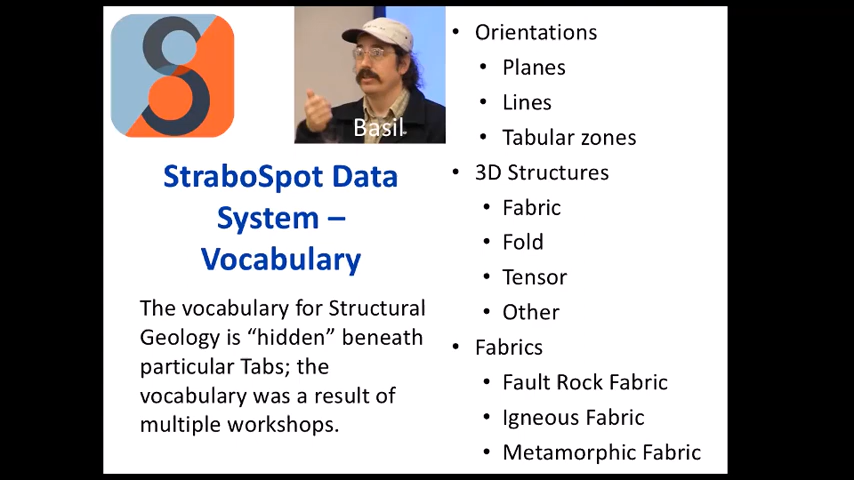 Basil
StraboSpot Data
System –
Vocabulary
The vocabulary for Structural
Geology is “hidden” beneath
particular Tabs; the
vocabulary was a result of
multiple workshops.
• Orientations
• Planes
• Lines
• Tabular zones
• 3D Structures
• Fabric
• Fold
• Tensor
• Other
• Fabrics
• Fault Rock Fabric
• Igneous Fabric
• Metamorphic Fabric